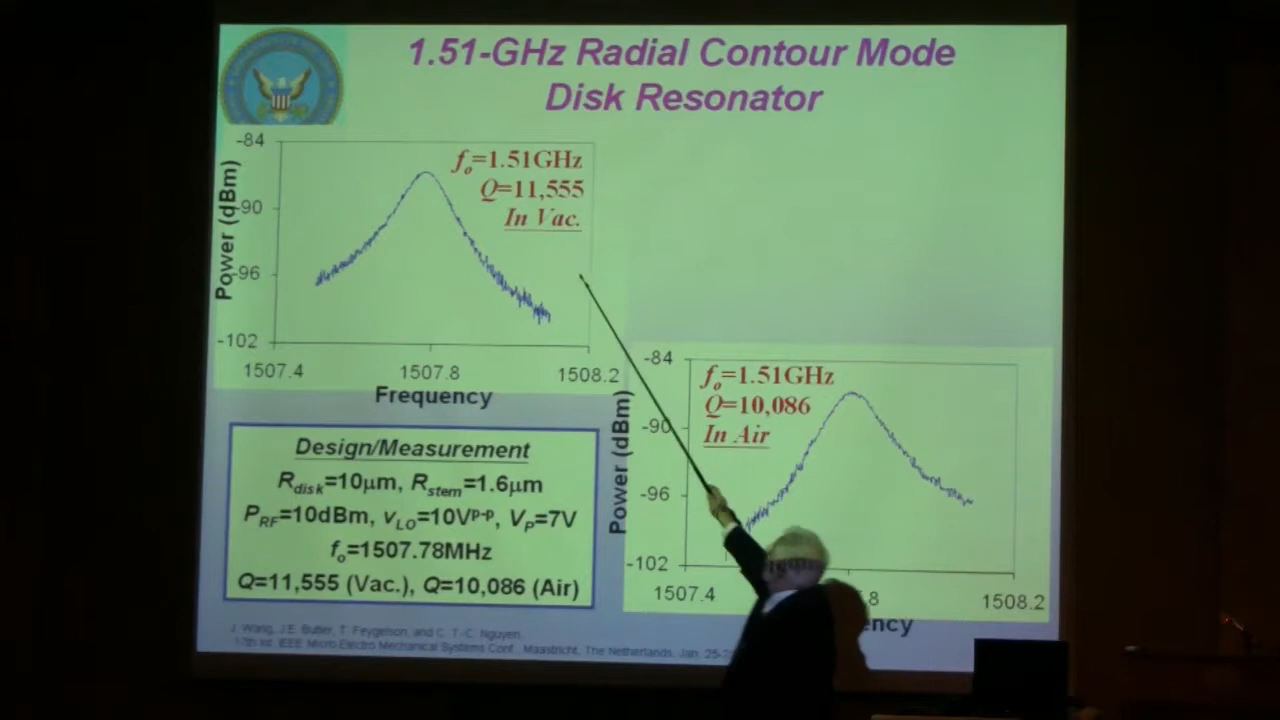 1.51-GHz Radial Contour Mode
Disk Resonator
-84
-90
-96
-102
Power (dBm)
fo=1.51GHz
Q=11,555
In Vac.
1507.4 1507.8 1508.2
Frequency
-84
-90
-96
-102
Power (dBm)
fo=1.51GHz
Q=10,086
In Air
1507.4 .8 1508.2
ency
Design/Measurement
Rdisk=10μm, Rstem=1.6μm
PRF=10dBm, vLO=10Vp-p, VP=7V
fo=1507.78MHz
Q=11,555 (Vac.), Q=10,086 (Air)
J. Wang, J.E. Butler, T. Feygelson, and C. T.-C. Nguyen,
17th Int. IEEE Micro Electro Mechanical Systems Conf., Maastricht, The Netherlands, Jan. 25-